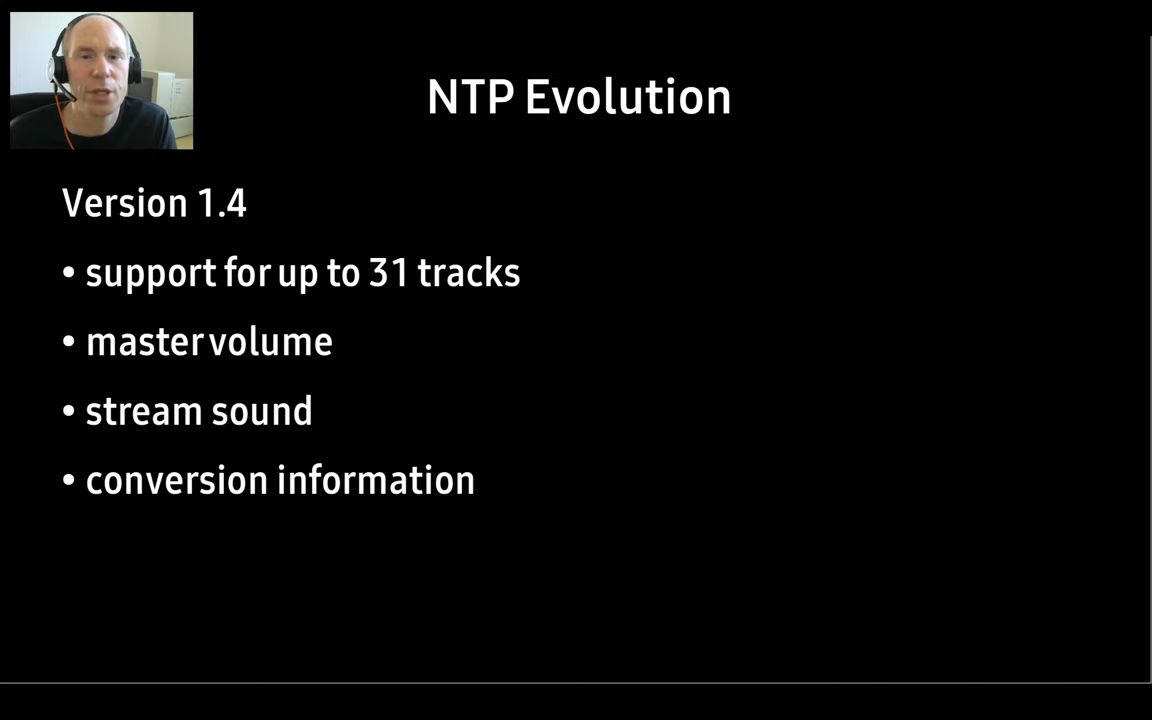 NTP Evolution
Version 1.4
• support for up to 31 tracks
• master volume
• stream sound
• conversion information